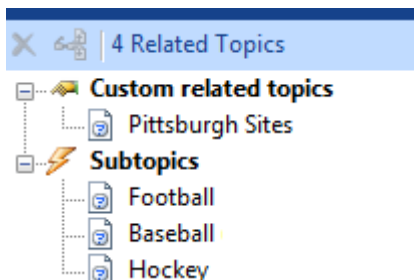 4 Related Topics
Custom related topics
Pittsburgh Sites
Subtopics
Football
Baseball
Hockey